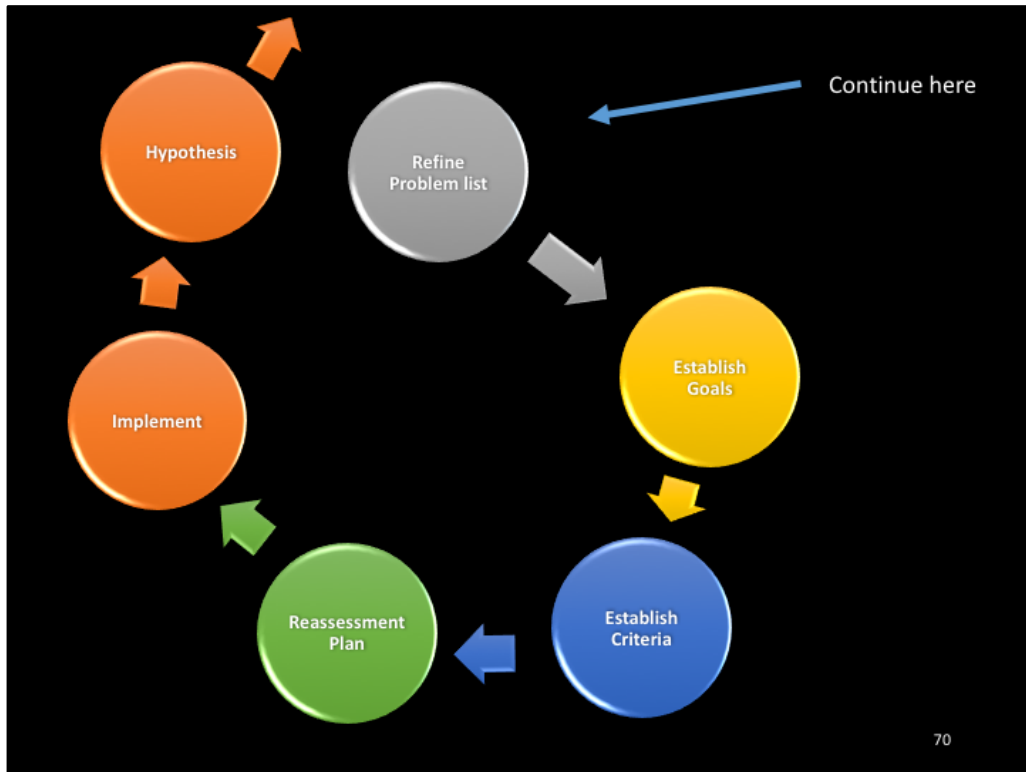 Continue here
Hypothesis
Refine
Problem list
Establish
Goals
Implement
Establish
Criteria
Reassessment
Plan
70